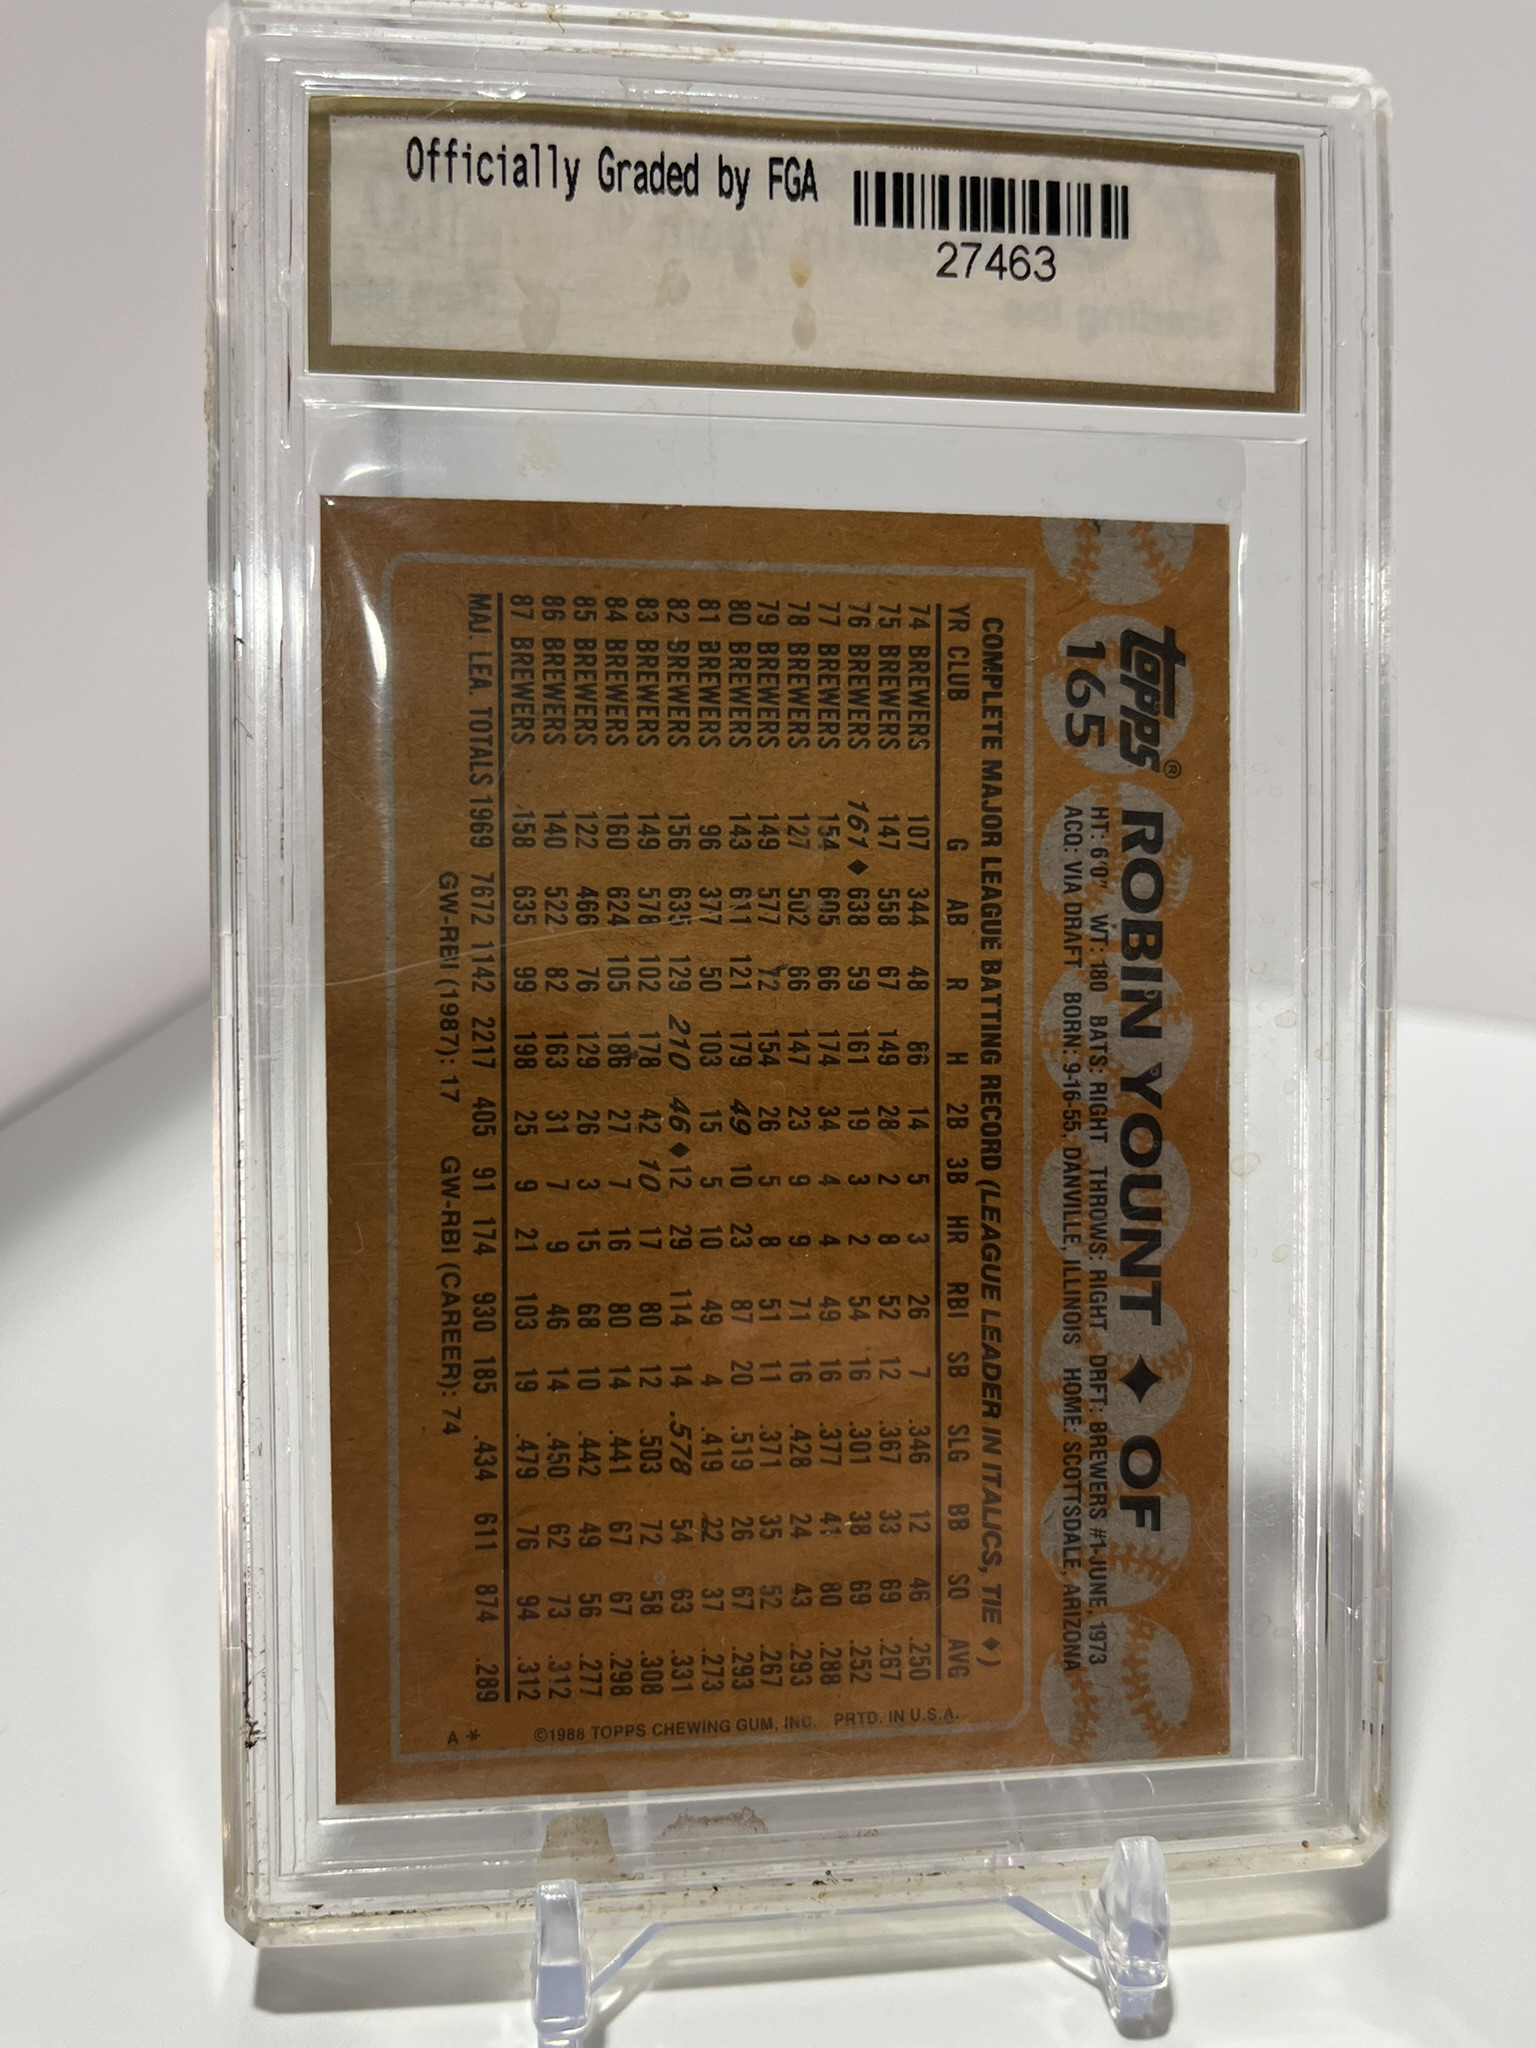 Officially Graded by FGA
27463
topps®
165
ROBIN YOUNT ♦ OF
HT: 6'0" WT: 180 BATS: RIGHT THROWS: RIGHT DRFT: BREWERS #1-JUNE, 1973
ACQ: VIA DRAFT BORN: 9-16-55, DANVILLE, ILLINOIS HOME: SCOTTSDALE, ARIZONA
COMPLETE MAJOR LEAGUE BATTING RECORD (LEAGUE LEADER IN ITALICS, TIE ♦)
YR CLUB G AB R H 2B 3B HR RBI SB SLG BB SO AVG
74 BREWERS 107 344 48 86 14 5 3 26 7 .346 12 46 .250
75 BREWERS 147 558 67 149 28 2 8 52 12 .367 33 69 .267
76 BREWERS 161♦ 638 59 161 19 3 2 54 16 .301 38 69 .252
77 BREWERS 154 605 66 174 34 4 4 49 16 .377 41 80 .288
78 BREWERS 127 502 66 147 23 9 9 71 16 .428 24 43 .293
79 BREWERS 149 577 72 154 26 5 8 51 11 .371 35 52 .267
80 BREWERS 143 611 121 179 49 10 23 87 20 .519 26 67 .293
81 BREWERS 96 377 50 103 15 5 10 49 4 .419 22 37 .273
82 BREWERS 156 635 129 210 46♦ 12 29 114 14 .578 54 63 .331
83 BREWERS 149 578 102 178 42 10 17 80 12 .503 72 58 .308
84 BREWERS 160 624 105 186 27 7 16 80 14 .441 67 67 .298
85 BREWERS 122 466 76 129 26 3 15 68 10 .442 49 56 .277
86 BREWERS 140 522 82 163 31 7 9 46 14 .450 62 73 .312
87 BREWERS 158 635 99 198 25 9 21 103 19 .479 76 94 .312
MAJ. LEA. TOTALS 1969 7672 1142 2217 405 91 174 930 185 .434 611 874 .289
GW-RBI (1987): 17 GW-RBI (CAREER): 74
©1988 TOPPS CHEWING GUM, INC. PRTD. IN U.S.A.
A *